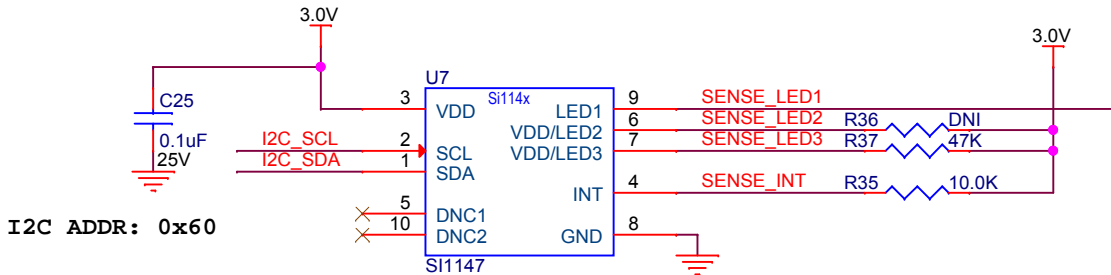 3.0V
3.0V
U7
Si114x
C25
0.1uF
25V
3 VDD
LED1 9 SENSE_LED1
VDD/LED2 6 SENSE_LED2 R36 DNI
I2C_SCL 2 SCL
VDD/LED3 7 SENSE_LED3 R37 47K
I2C_SDA 1 SDA
INT 4 SENSE_INT R35 10.0K
5 DNC1
10 DNC2
GND 8
I2C ADDR: 0x60
SI1147